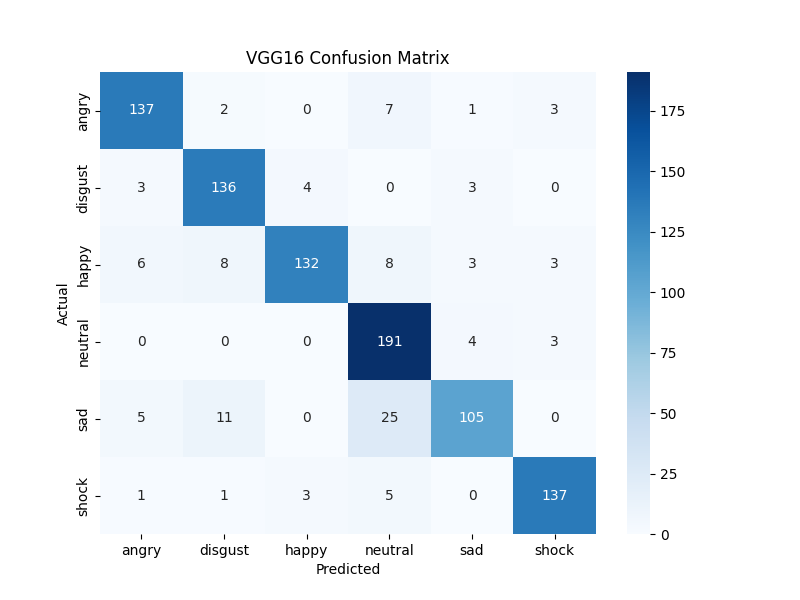 VGG16 Confusion Matrix
angry 137 2 0 7 1 3
disgust 3 136 4 0 3 0
happy 6 8 132 8 3 3
neutral 0 0 0 191 4 3
sad 5 11 0 25 105 0
shock 1 1 3 5 0 137
Actual
angry disgust happy neutral sad shock
Predicted
175
150
125
100
75
50
25
0